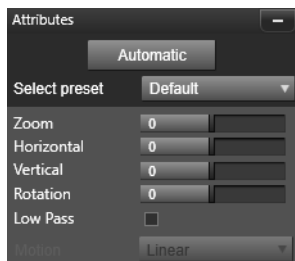 Attributes
Automatic
Select preset Default
Zoom 0
Horizontal 0
Vertical 0
Rotation 0
Low Pass
Motion Linear